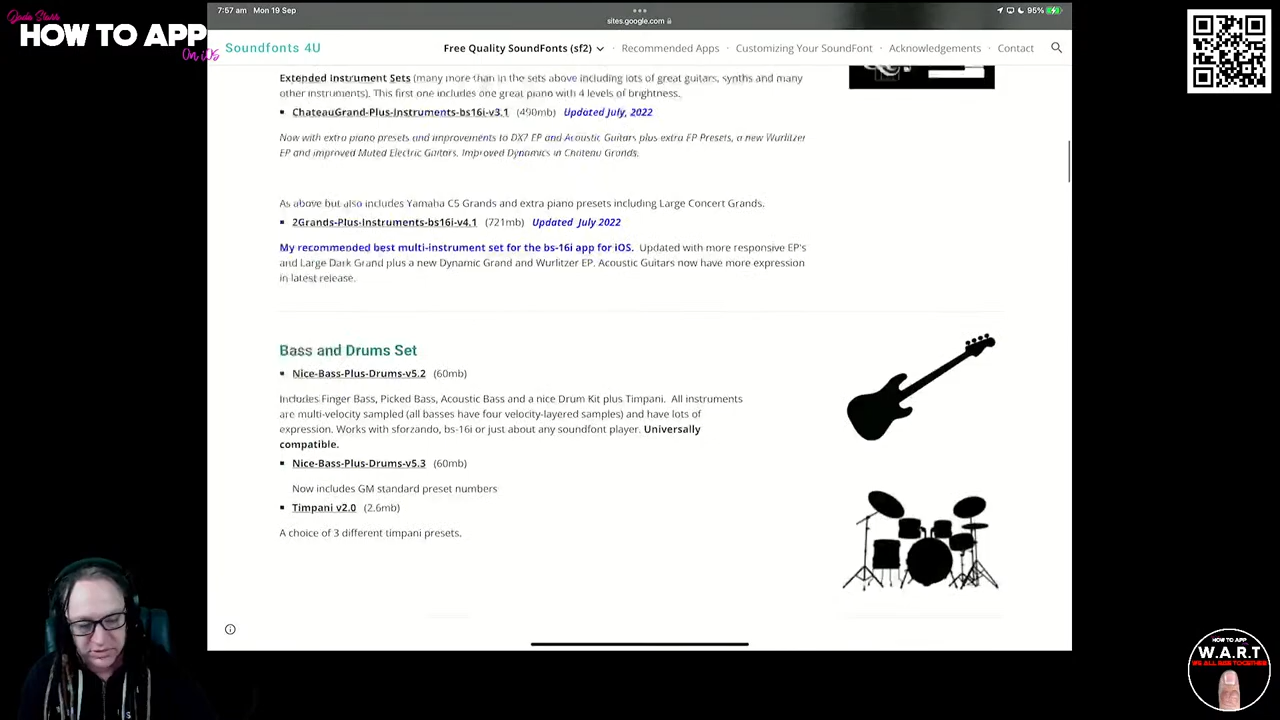 Jade Starr
HOW TO APP
On iOS
7:57 am Mon 19 Sep
sites.google.com
95%
Soundfonts 4U
Free Quality SoundFonts (sf2)
Recommended Apps
Customizing Your SoundFont
Acknowledgements
Contact
Extended Instrument Sets (many more than in the sets above including lots of great guitars, synths and many
other instruments). This first one includes one great piano with 4 levels of brightness.
ChateauGrand-Plus-Instruments-bs16i-v3.1 (490mb) Updated July, 2022
Now with extra piano presets and improvements to DX7 EP and Acoustic Guitars plus extra EP Presets, a new Wurlitzer
EP and improved Muted Electric Guitars. Improved Dynamics in Chateau Grands.
As above but also includes Yamaha C5 Grands and extra piano presets including Large Concert Grands.
2Grands-Plus-Instruments-bs16i-v4.1 (721mb) Updated July 2022
My recommended best multi-instrument set for the bs-16i app for iOS. Updated with more responsive EP's
and Large Dark Grand plus a new Dynamic Grand and Wurlitzer EP. Acoustic Guitars now have more expression
in latest release.
Bass and Drums Set
Nice-Bass-Plus-Drums-v5.2 (60mb)
Includes Finger Bass, Picked Bass, Acoustic Bass and a nice Drum Kit plus Timpani. All instruments
are multi-velocity sampled (all basses have four velocity-layered samples) and have lots of
expression. Works with sforzando, bs-16i or just about any soundfont player. Universally
compatible.
Nice-Bass-Plus-Drums-v5.3 (60mb)
Now includes GM standard preset numbers
Timpani v2.0 (2.6mb)
A choice of 3 different timpani presets.
HOW TO APP
W.A.R.T
WE ALL RISE TOGETHER